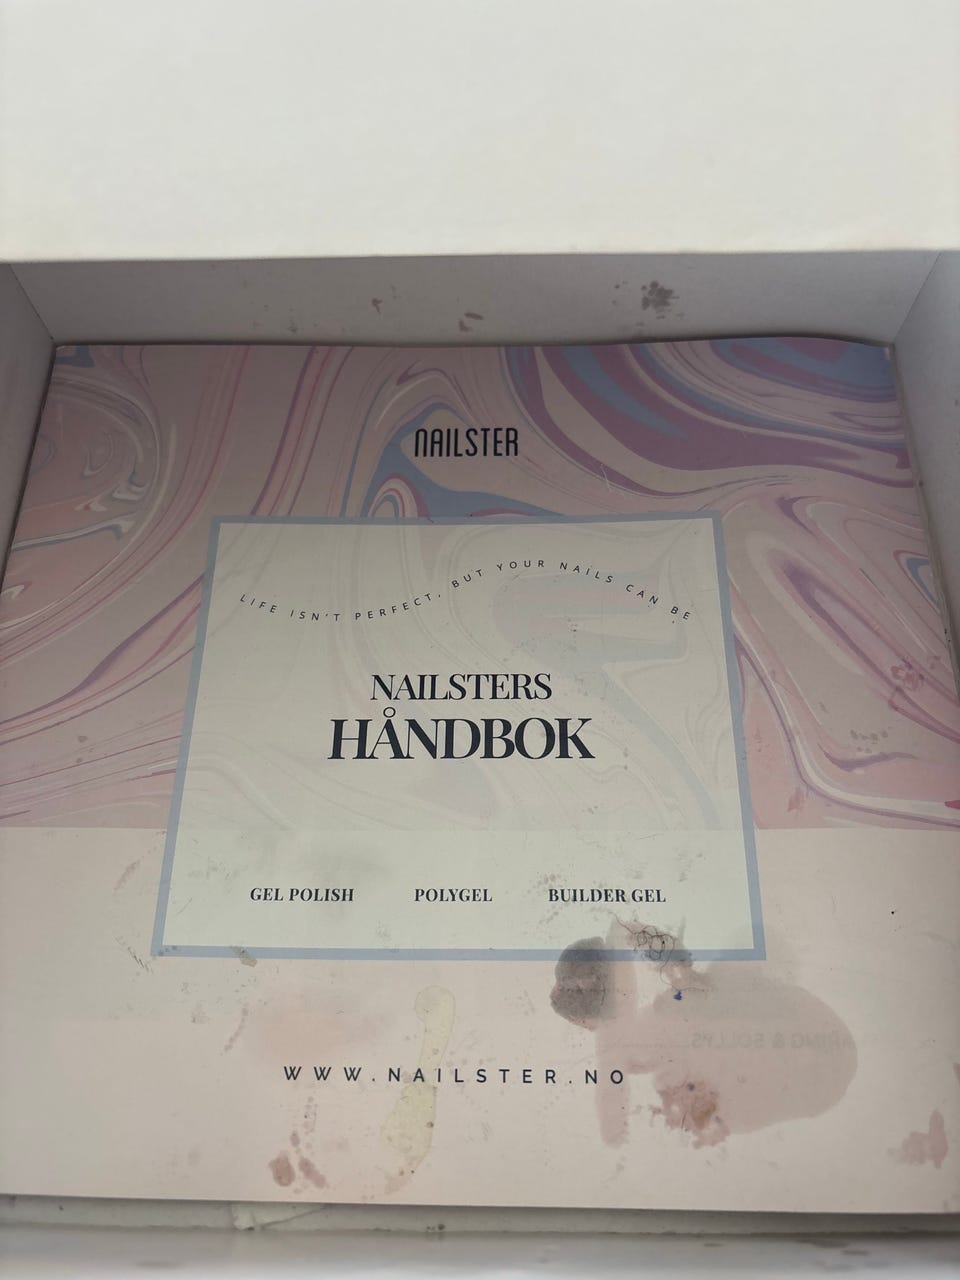 NAILSTER
LIFE ISN'T PERFECT, BUT YOUR NAILS CAN BE
NAILSTERS
HÅNDBOK
GEL POLISH POLYGEL BUILDER GEL
WWW.NAILSTER.NO